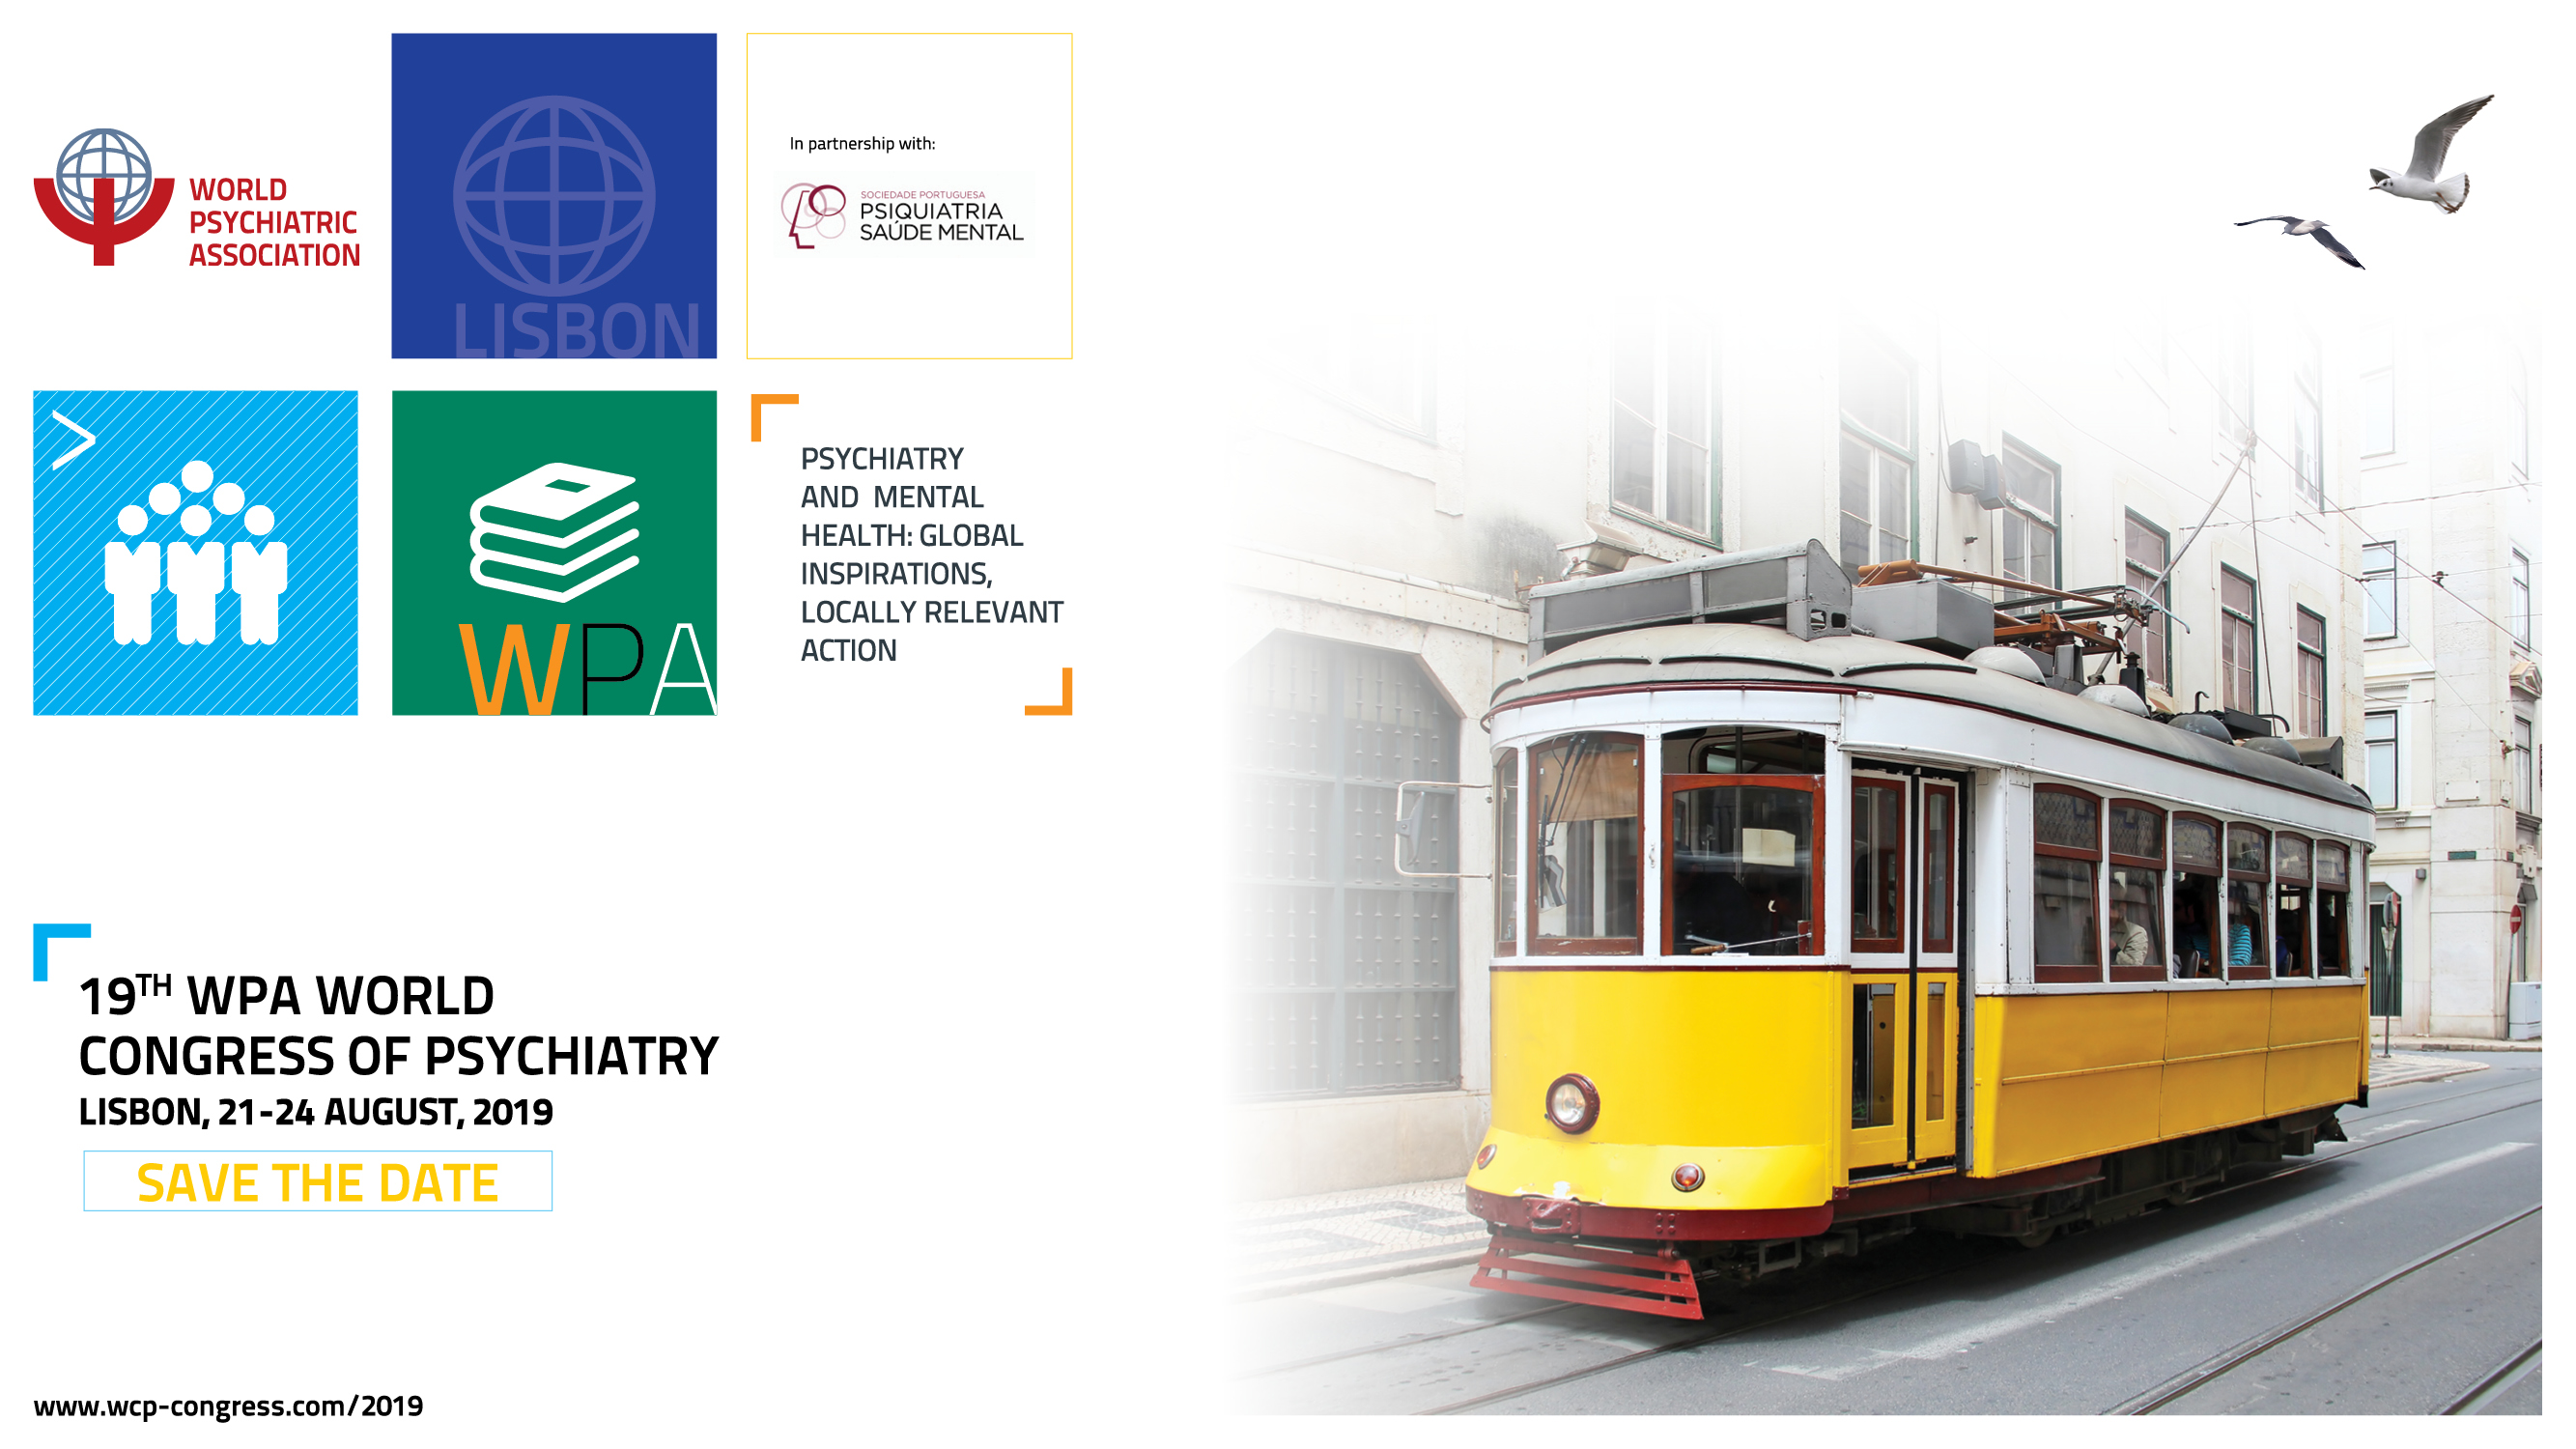 WORLD
PSYCHIATRIC
ASSOCIATION
LISBON
In partnership with:
SOCIEDADE PORTUGUESA
PSIQUIATRIA
SAÚDE MENTAL
WPA
PSYCHIATRY
AND MENTAL
HEALTH: GLOBAL
INSPIRATIONS,
LOCALLY RELEVANT
ACTION
19TH WPA WORLD
CONGRESS OF PSYCHIATRY
LISBON, 21-24 AUGUST, 2019
SAVE THE DATE
www.wcp-congress.com/2019